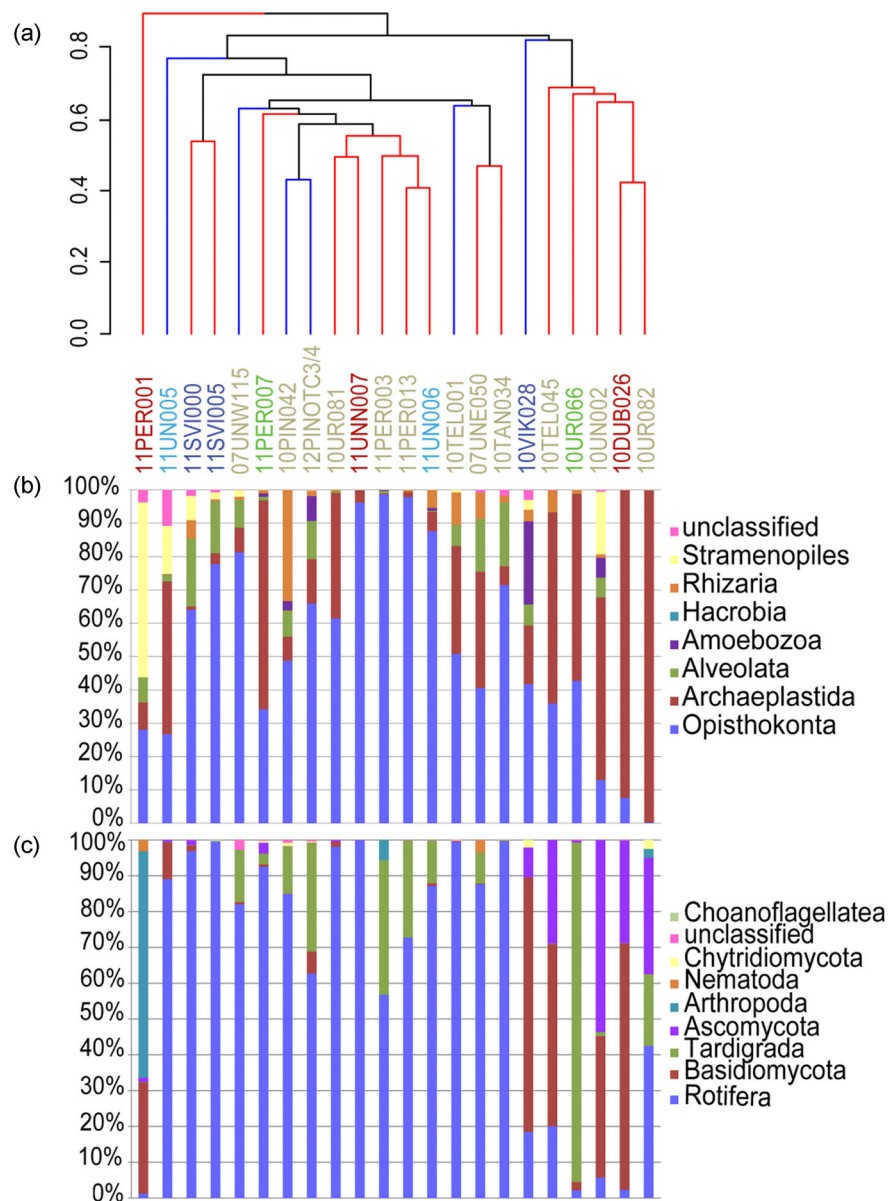 (a)
0.8
0.6
0.4
0.2
0.0
11PER001
11UN005
11SVI000
11SVI005
07UNW115
11PER007
10PIN042
12PINOTC3/4
10UR081
11UNN007
11PER003
11PER013
11UN006
10TEL001
07UNE050
10TAN034
10VIK028
10TEL045
10UR066
10UN002
10DUB026
10UR082
(b)
100%
90%
80%
70%
60%
50%
40%
30%
20%
10%
0%
unclassified
Stramenopiles
Rhizaria
Hacrobia
Amoebozoa
Alveolata
Archaeplastida
Opisthokonta
(c)
100%
90%
80%
70%
60%
50%
40%
30%
20%
10%
0%
Choanoflagellatea
unclassified
Chytridiomycota
Nematoda
Arthropoda
Ascomycota
Tardigrada
Basidiomycota
Rotifera